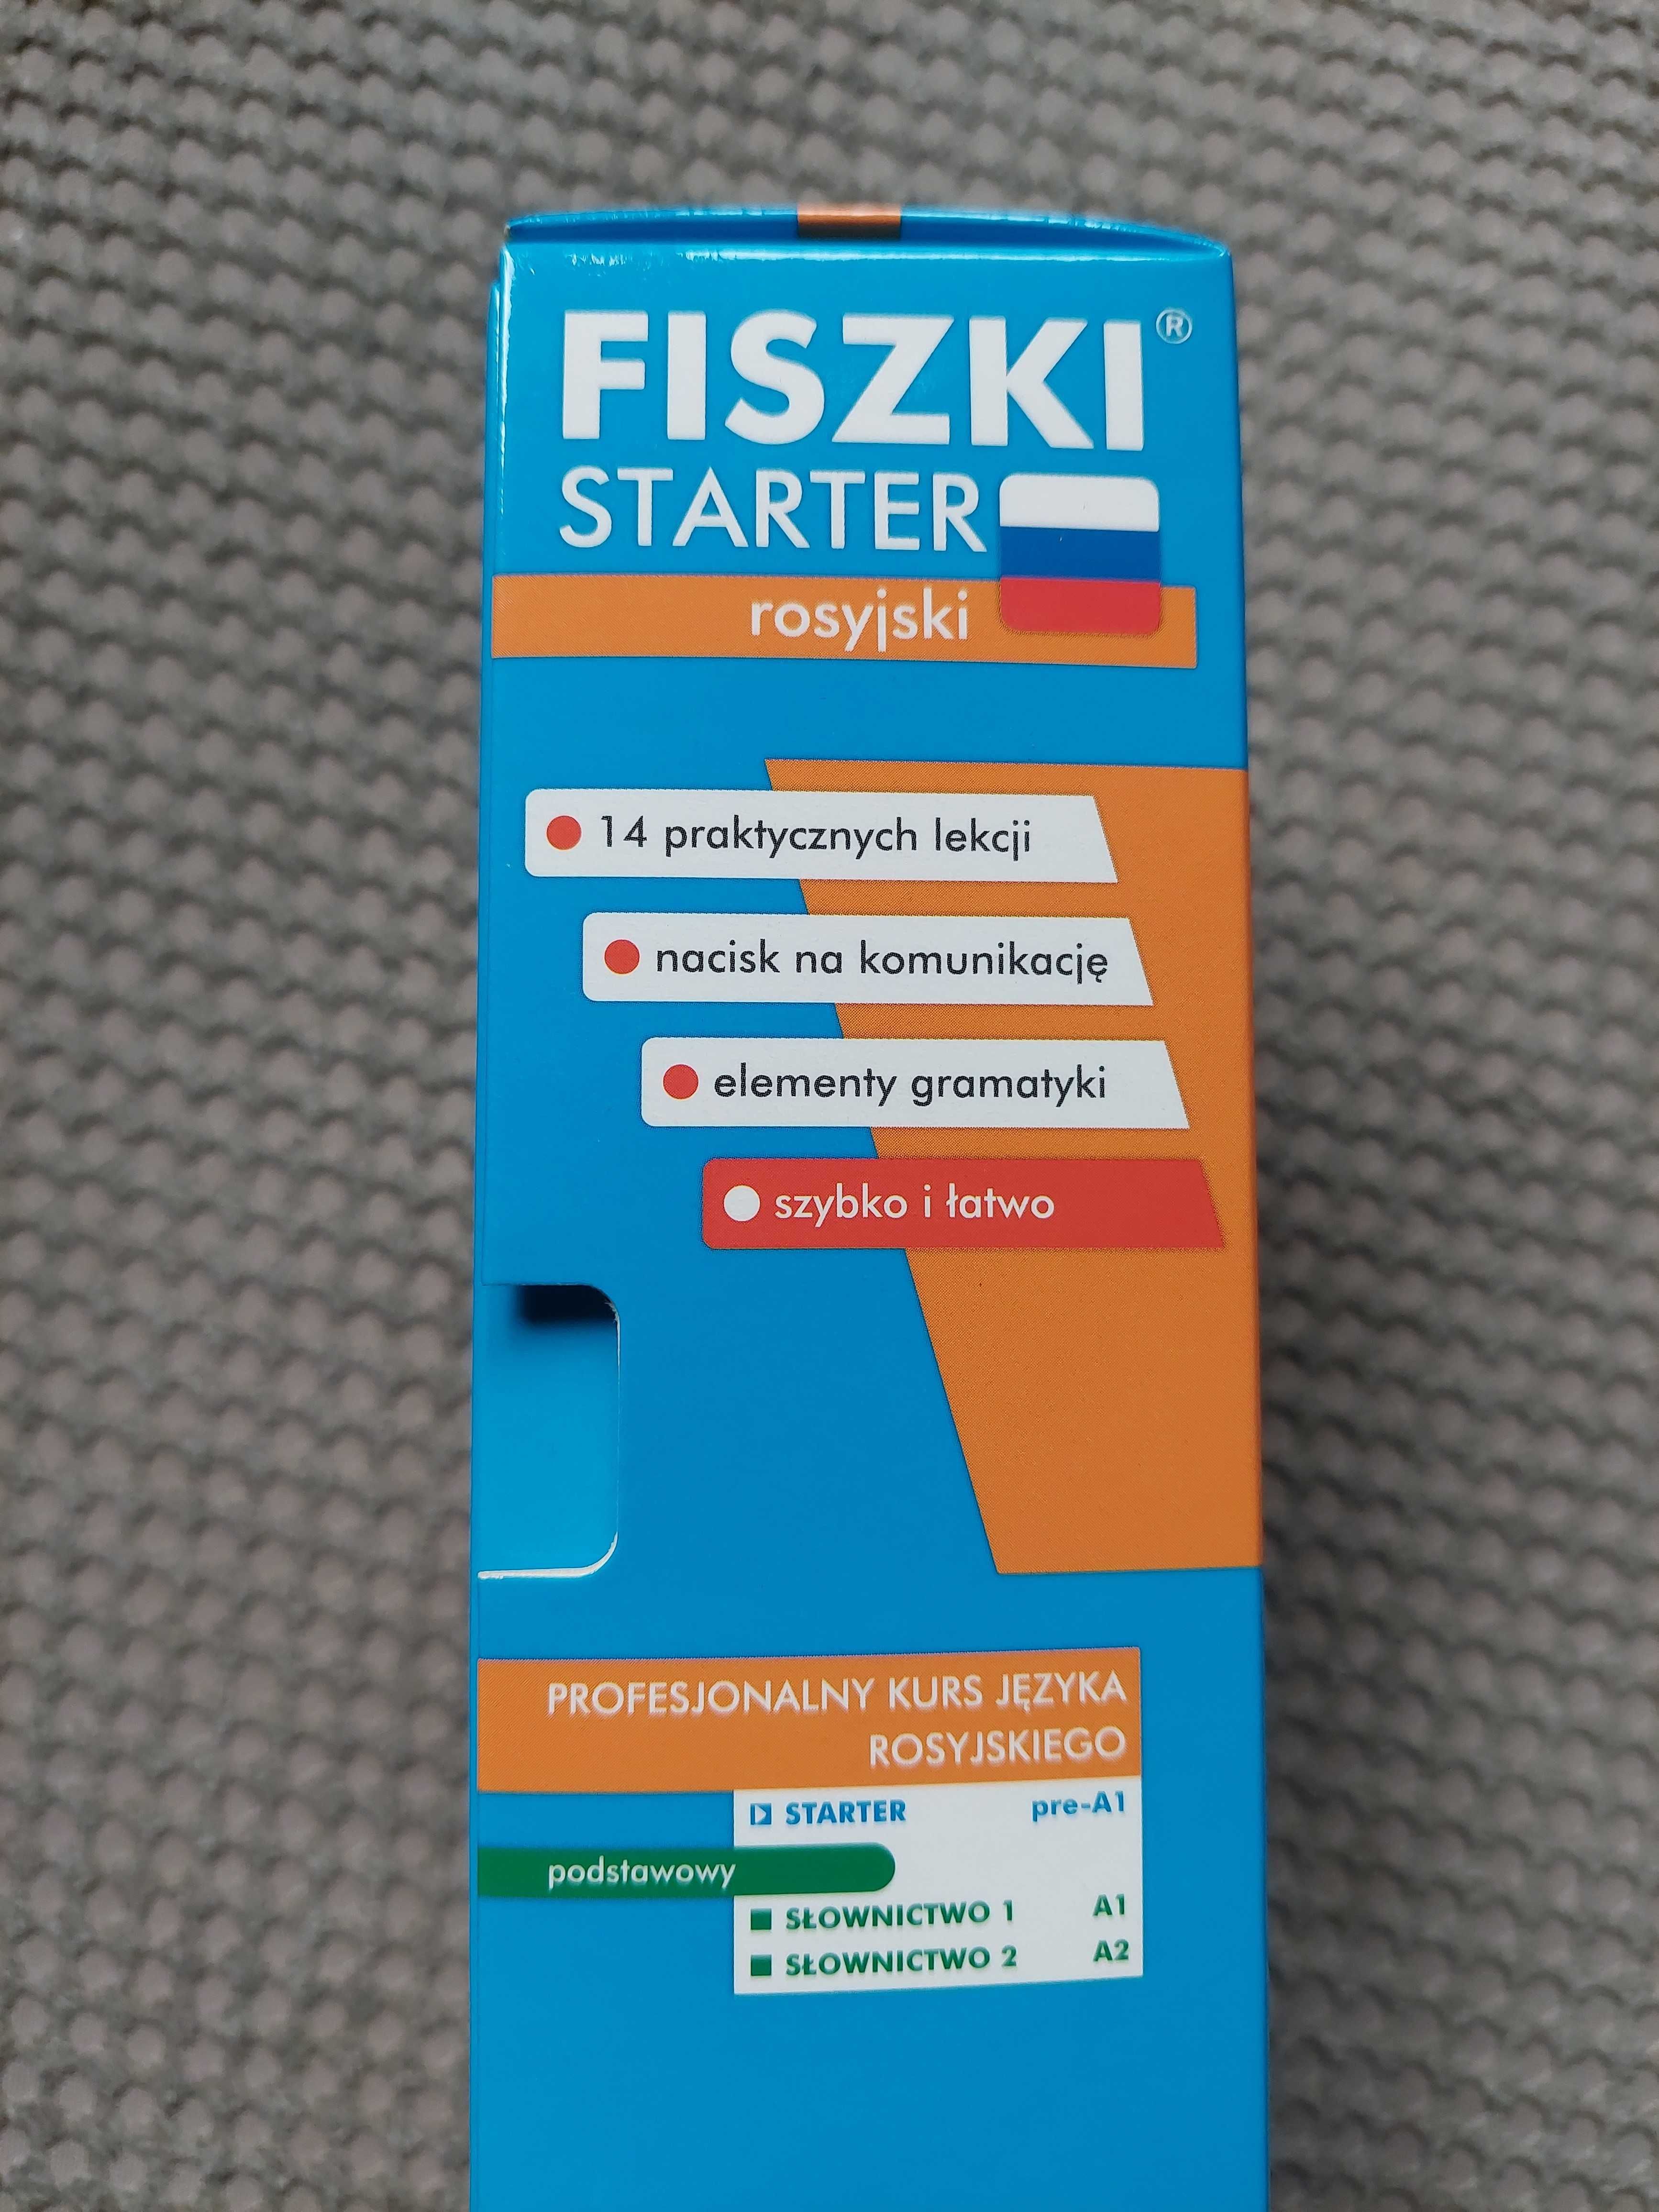 FISZKI®
STARTER
rosyjski
14 praktycznych lekcji
nacisk na komunikację
elementy gramatyki
szybko i łatwo
PROFESJONALNY KURS JĘZYKA
ROSYJSKIEGO
STARTER pre-A1
podstawowy
SŁOWNICTWO 1 A1
SŁOWNICTWO 2 A2